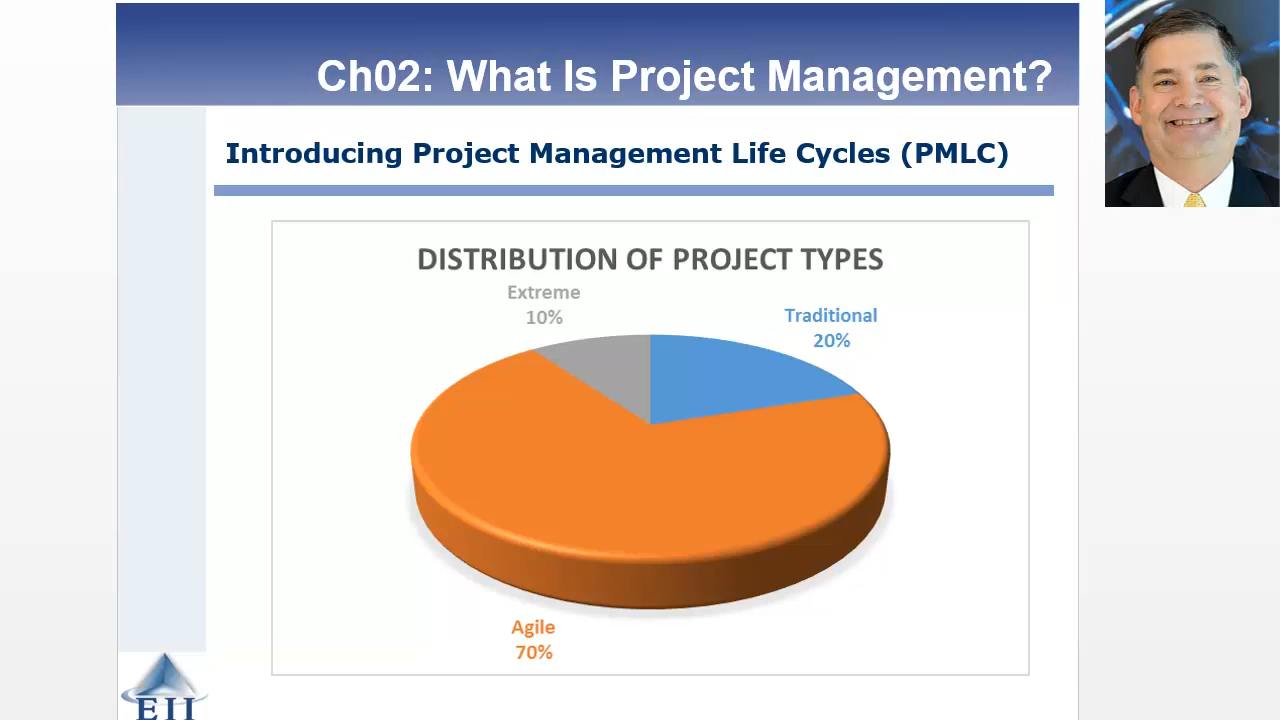 Ch02: What Is Project Management?
Introducing Project Management Life Cycles (PMLC)
DISTRIBUTION OF PROJECT TYPES
Extreme
10%
Traditional
20%
Agile
70%
EII